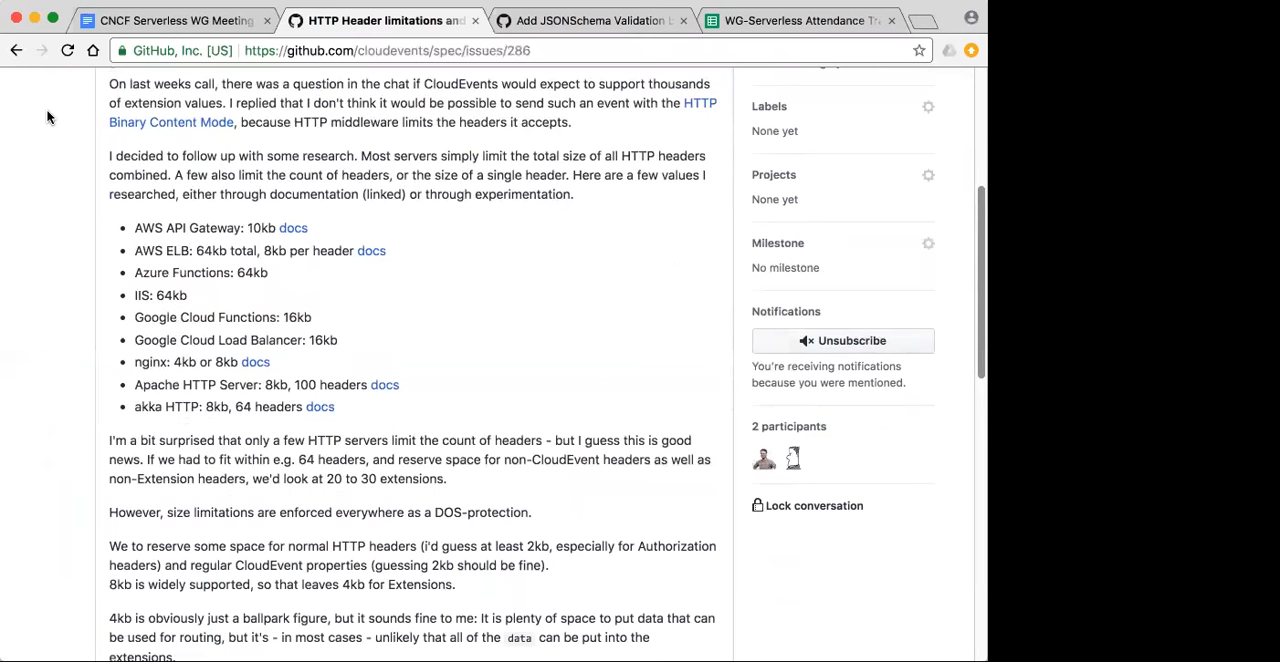 CNCF Serverless WG Meeting
HTTP Header limitations and
Add JSONSchema Validation
WG-Serverless Attendance Tr
GitHub, Inc. [US]
https://github.com/cloudevents/spec/issues/286
On last weeks call, there was a question in the chat if CloudEvents would expect to support thousands
of extension values. I replied that I don't think it would be possible to send such an event with the HTTP
Binary Content Mode, because HTTP middleware limits the headers it accepts.
I decided to follow up with some research. Most servers simply limit the total size of all HTTP headers
combined. A few also limit the count of headers, or the size of a single header. Here are a few values I
researched, either through documentation (linked) or through experimentation.
• AWS API Gateway: 10kb docs
• AWS ELB: 64kb total, 8kb per header docs
• Azure Functions: 64kb
• IIS: 64kb
• Google Cloud Functions: 16kb
• Google Cloud Load Balancer: 16kb
• nginx: 4kb or 8kb docs
• Apache HTTP Server: 8kb, 100 headers docs
• akka HTTP: 8kb, 64 headers docs
I'm a bit surprised that only a few HTTP servers limit the count of headers - but I guess this is good
news. If we had to fit within e.g. 64 headers, and reserve space for non-CloudEvent headers as well as
non-Extension headers, we'd look at 20 to 30 extensions.
However, size limitations are enforced everywhere as a DOS-protection.
We to reserve some space for normal HTTP headers (i'd guess at least 2kb, especially for Authorization
headers) and regular CloudEvent properties (guessing 2kb should be fine).
8kb is widely supported, so that leaves 4kb for Extensions.
4kb is obviously just a ballpark figure, but it sounds fine to me: It is plenty of space to put data that can
be used for routing, but it's - in most cases - unlikely that all of the data can be put into the
extensions.
Labels
None yet
Projects
None yet
Milestone
No milestone
Notifications
Unsubscribe
You're receiving notifications
because you were mentioned.
2 participants
Lock conversation